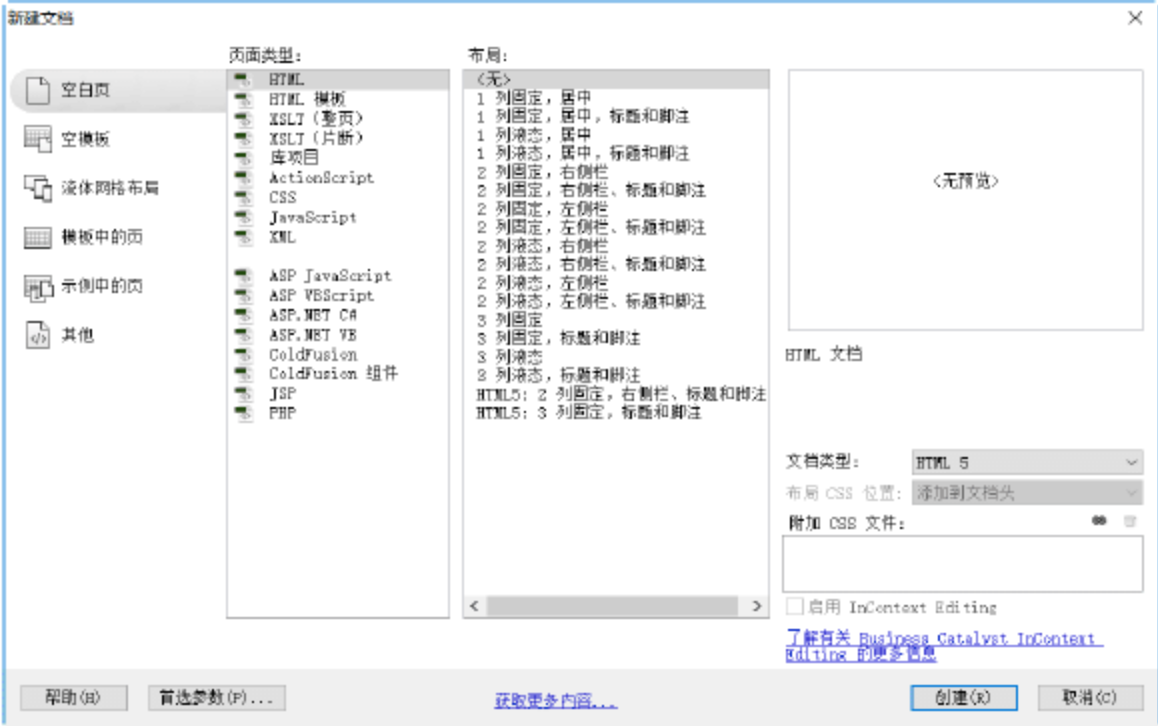 新建文档
页面类型:
布局:
空白页
空模板
流体网格布局
模板中的页
示例中的页
其他
HTML
HTML 模板
XSLT（整页）
XSLT（片断）
库项目
ActionScript
CSS
JavaScript
XML
ASP JavaScript
ASP VBScript
ASP.NET C#
ASP.NET VB
ColdFusion
ColdFusion 组件
JSP
PHP
<无>
1 列固定，居中
1 列固定，居中，标题和脚注
1 列液态，居中
1 列液态，居中，标题和脚注
2 列固定，右侧栏
2 列固定，右侧栏、标题和脚注
2 列固定，左侧栏
2 列固定，左侧栏、标题和脚注
2 列液态，右侧栏
2 列液态，右侧栏、标题和脚注
2 列液态，左侧栏
2 列液态，左侧栏、标题和脚注
3 列固定
3 列固定，标题和脚注
3 列液态
3 列液态，标题和脚注
HTML5: 2 列固定，右侧栏、标题和脚注
HTML5: 3 列固定，标题和脚注
<无预览>
HTML 文档
文档类型:
HTML 5
布局 CSS 位置:
添加到文档头
附加 CSS 文件:
启用 InContext Editing
了解有关 Business Catalyst InContext
Editing 的更多信息
帮助(H)
首选参数(P)...
获取更多内容...
创建(R)
取消(C)